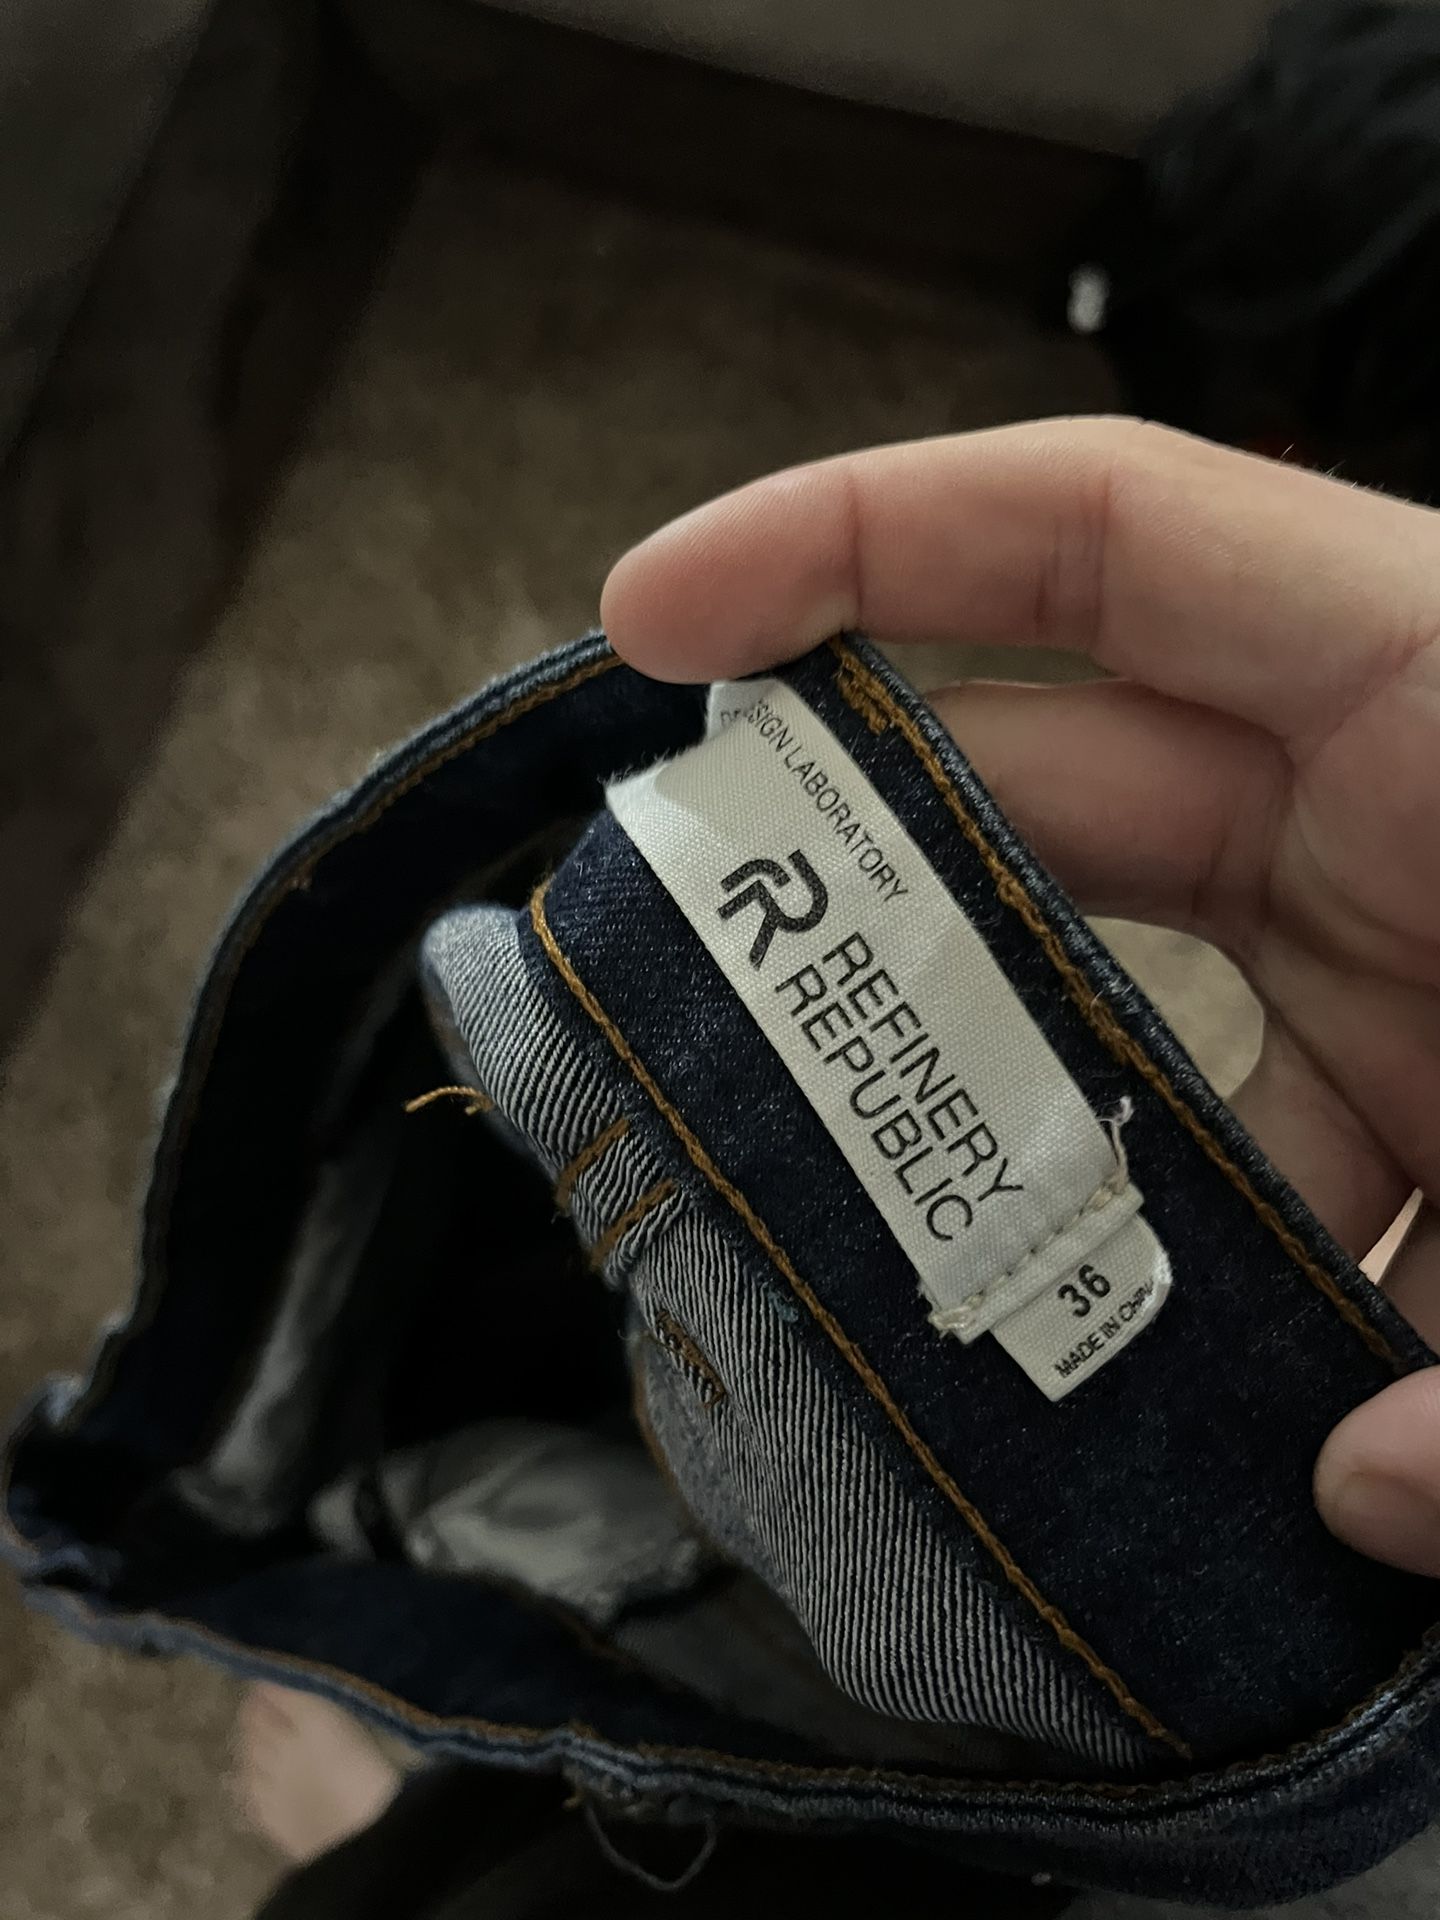 DESIGN LABORATORY
R
REFINERY
REPUBLIC
36
MADE IN CHINA